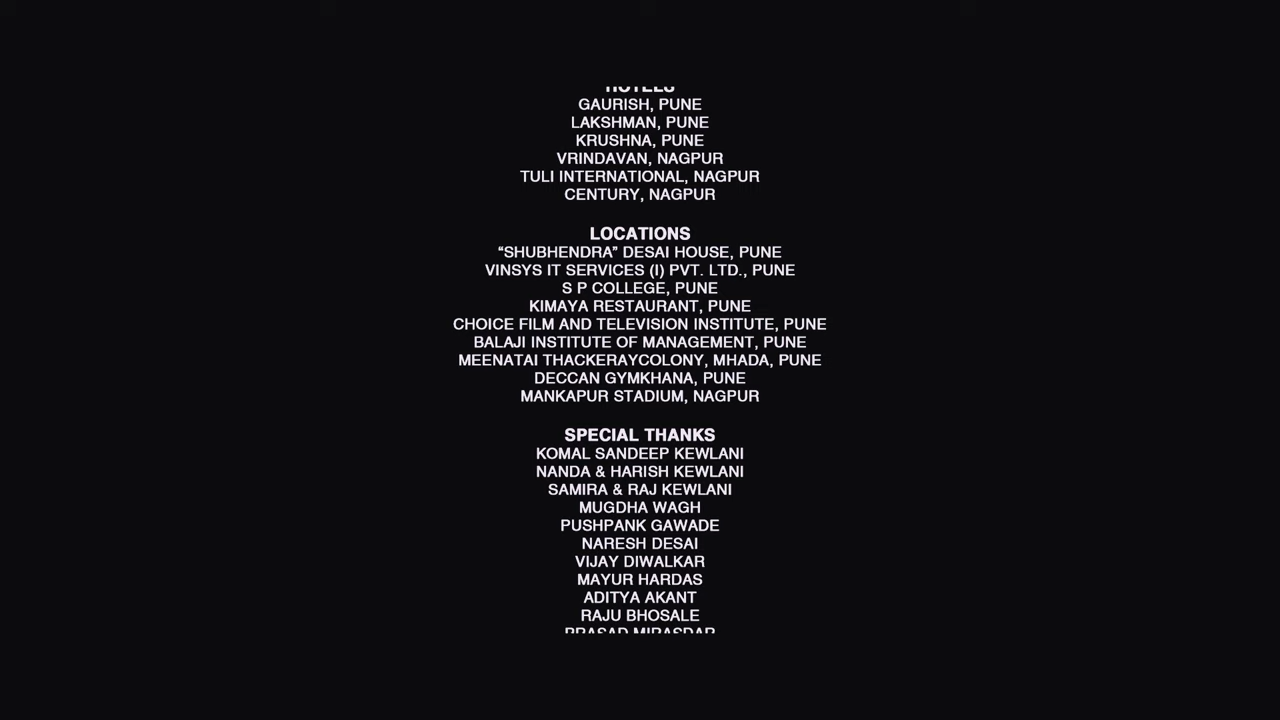 HOTELS
GAURISH, PUNE
LAKSHMAN, PUNE
KRUSHNA, PUNE
VRINDAVAN, NAGPUR
TULI INTERNATIONAL, NAGPUR
CENTURY, NAGPUR
LOCATIONS
“SHUBHENDRA” DESAI HOUSE, PUNE
VINSYS IT SERVICES (I) PVT. LTD., PUNE
S P COLLEGE, PUNE
KIMAYA RESTAURANT, PUNE
CHOICE FILM AND TELEVISION INSTITUTE, PUNE
BALAJI INSTITUTE OF MANAGEMENT, PUNE
MEENATAI THACKERAYCOLONY, MHADA, PUNE
DECCAN GYMKHANA, PUNE
MANKAPUR STADIUM, NAGPUR
SPECIAL THANKS
KOMAL SANDEEP KEWLANI
NANDA & HARISH KEWLANI
SAMIRA & RAJ KEWLANI
MUGDHA WAGH
PUSHPANK GAWADE
NARESH DESAI
VIJAY DIWALKAR
MAYUR HARDAS
ADITYA AKANT
RAJU BHOSALE
PRASAD MIRASDAR